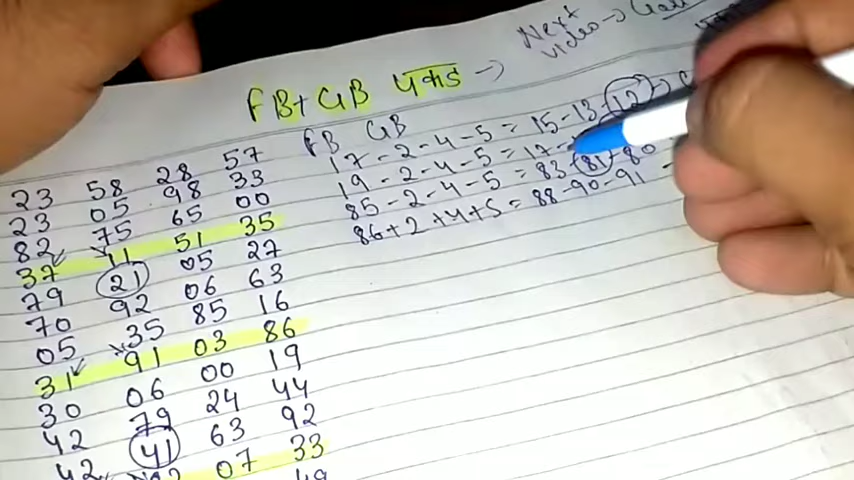 Next
video →
FB+GB पकड →
FB GB
17 - 2 - 4 - 5 = 15 - 13 - 12 →
19 - 2 - 4 - 5 = 17 -
85 - 2 - 4 - 5 = 83 - 81 - 80
86 + 2 + 4 + 5 = 88 - 90 - 91 -
23 58 28 57
23 05 98 33
82 75 65 00
37 11 51 35
79 21 05 27
70 92 06 63
05 35 85 16
31 91 03 86
30 06 00 19
42 79 24 44
42 41 63 92
07 33